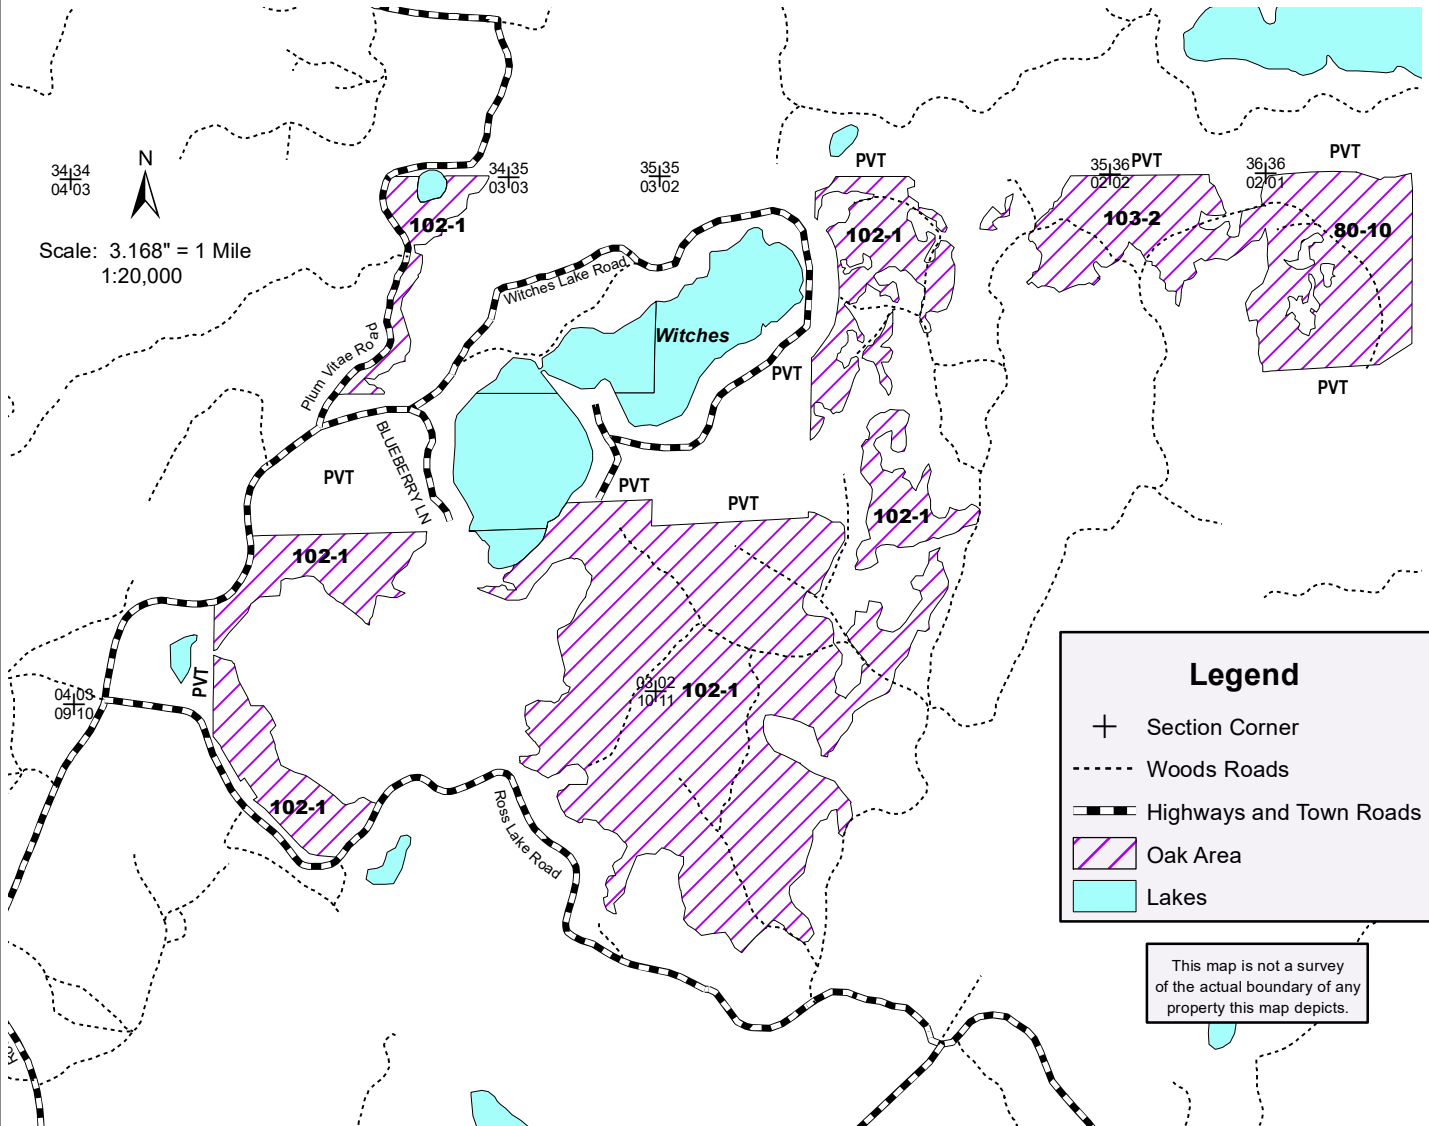 PVT
PVT
PVT
34 34
04 03
N
34 35
03 03
35 35
03 02
35 36
02 02
36 36
02 01
102-1
103-2
80-10
102-1
Scale: 3.168" = 1 Mile
1:20,000
Witches Lake Road
Witches
Plum Vitae Road
PVT
PVT
BLUEBERRY LN
PVT
PVT
PVT
102-1
102-1
PVT
04 03
09 10
03 02
10 11
102-1
102-1
Ross Lake Road
Legend
Section Corner
Woods Roads
Highways and Town Roads
Oak Area
Lakes
This map is not a survey
of the actual boundary of any
property this map depicts.